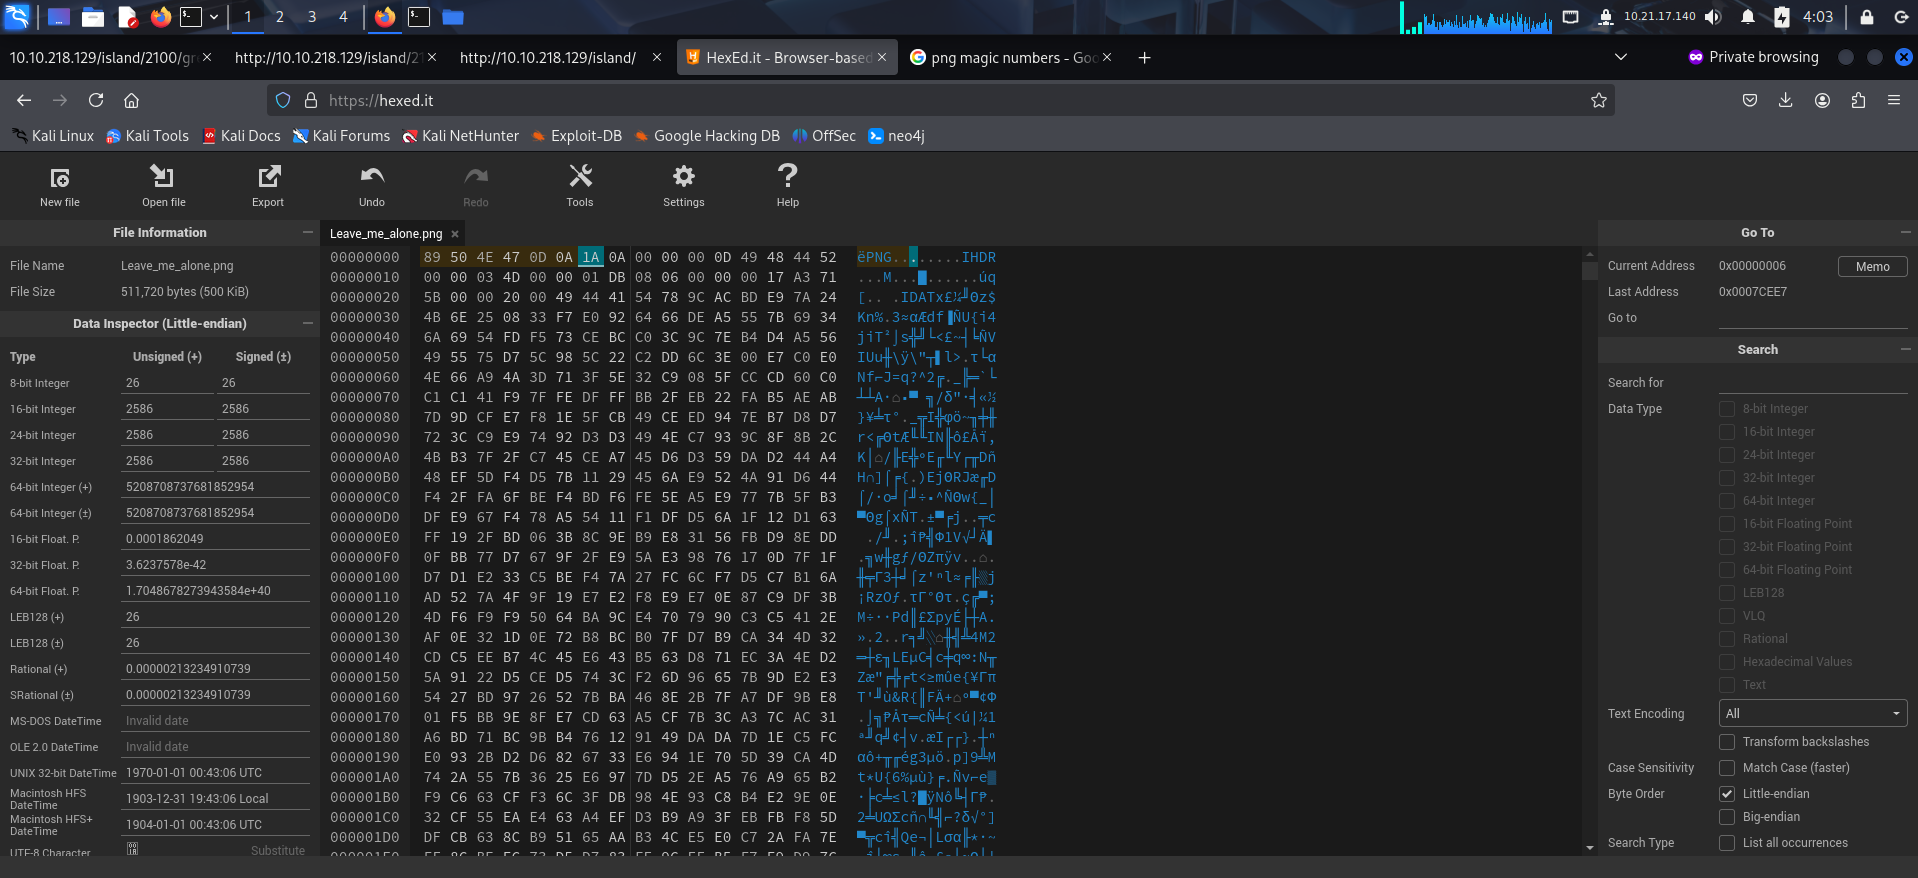 1 2 3 4 10.21.17.140 4:03
10.10.218.129/island/2100/gr http://10.10.218.129/island/21 http://10.10.218.129/island/ HexEd.it - Browser-based png magic numbers - Goo Private browsing
https://hexed.it
Kali Linux Kali Tools Kali Docs Kali Forums Kali NetHunter Exploit-DB Google Hacking DB OffSec neo4j
New file Open file Export Undo Redo Tools Settings Help
File Information
File Name Leave_me_alone.png
File Size 511,720 bytes (500 KiB)
Data Inspector (Little-endian)
Type Unsigned (+) Signed (±)
8-bit Integer 26 26
16-bit Integer 2586 2586
24-bit Integer 2586 2586
32-bit Integer 2586 2586
64-bit Integer (+) 5208708737681852954
64-bit Integer (±) 5208708737681852954
16-bit Float. P. 0.0001862049
32-bit Float. P. 3.6237578e-42
64-bit Float. P. 1.7048678273943584e+40
LEB128 (+) 26
LEB128 (±) 26
Rational (+) 0.00000213234910739
SRational (±) 0.00000213234910739
MS-DOS DateTime Invalid date
OLE 2.0 DateTime Invalid date
UNIX 32-bit DateTime 1970-01-01 00:43:06 UTC
Macintosh HFS DateTime 1903-12-31 19:43:06 Local
Macintosh HFS+ DateTime 1904-01-01 00:43:06 UTC
UTF-8 Character Substitute
Leave_me_alone.png
00000000 89 50 4E 47 0D 0A 1A 0A 00 00 00 0D 49 48 44 52 ëPNG........IHDR
00000010 00 00 03 4D 00 00 01 DB 08 06 00 00 00 17 A3 71
00000020 5B 00 00 20 00 49 44 41 54 78 9C AC BD E9 7A 24
00000030 4B 6E 25 08 33 F7 E0 92 64 66 DE A5 55 7B 69 34
00000040 6A 69 54 FD F5 73 CE BC C0 3C 9C 7E B4 D4 A5 56
00000050 49 55 75 D7 5C 98 5C 22 C2 DD 6C 3E 00 E7 C0 E0
00000060 4E 66 A9 4A 3D 71 3F 5E 32 C9 08 5F CC CD 60 C0
00000070 C1 C1 41 F9 7F FE DF FF BB 2F EB 22 FA B5 AE AB
00000080 7D 9D CF E7 F8 1E 5F CB 49 CE ED 94 7E B7 D8 D7
00000090 72 3C C9 E9 74 92 D3 D3 49 4E C7 93 9C 8F 8B 2C
000000A0 4B B3 7F 2F C7 45 CE A7 45 D6 D3 59 DA D2 44 A4
000000B0 48 EF 5D F4 D5 7B 11 29 45 6A E9 52 4A 91 D6 44
000000C0 F4 2F FA 6F BE F4 BD F6 FE 5E A5 E9 77 7B 5F B3
000000D0 DF E9 67 F4 78 A5 54 11 F1 DF D5 6A 1F 12 D1 63
000000E0 FF 19 2F BD 06 3B 8C 9E B9 E8 31 56 FB D9 8E DD
000000F0 0F BB 77 D7 67 9F 2F E9 5A E3 98 76 17 0D 7F 1F
00000100 D7 D1 E2 33 C5 BE F4 7A 27 FC 6C F7 D5 C7 B1 6A
00000110 AD 52 7A 4F 9F 19 E7 E2 F8 E9 E7 0E 87 C9 DF 3B
00000120 4D F6 F9 F9 50 64 BA 9C E4 70 79 90 C3 C5 41 2E
00000130 AF 0E 32 1D 0E 72 B8 BC B0 7F D7 B9 CA 34 4D 32
00000140 CD C5 EE B7 4C 45 E6 43 B5 63 D8 71 EC 3A 4E D2
00000150 5A 91 22 D5 CE D5 74 3C F2 6D 96 65 7B 9D E2 E3
00000160 54 27 BD 97 26 52 7B BA 46 8E 2B 7F A7 DF 9B E8
00000170 01 F5 BB 9E 8F E7 CD 63 A5 CF 7B 3C A3 7C AC 31
00000180 A6 BD 71 BC 9B B4 76 12 91 49 DA DA 7D 1E C5 FC
00000190 E0 93 2B D2 D6 82 67 33 E6 94 1E 70 5D 39 CA 4D
000001A0 74 2A 55 7B 36 25 E6 97 7D D5 2E A5 76 A9 65 B2
000001B0 F9 C6 63 CF F3 6C 3F DB 98 4E 93 C8 B4 E2 9E 0E
000001C0 32 CF 55 EA E4 63 A4 EF D3 B9 A9 3F EB FB F8 5D
000001D0 DF CB 63 8C B9 51 65 AA B3 4C E5 E0 C7 2A FA 7E
Go To
Current Address 0x00000006 Memo
Last Address 0x0007CEE7
Go to
Search
Search for
Data Type 8-bit Integer
16-bit Integer
24-bit Integer
32-bit Integer
64-bit Integer
16-bit Floating Point
32-bit Floating Point
64-bit Floating Point
LEB128
VLQ
Rational
Hexadecimal Values
Text
Text Encoding All
Transform backslashes
Case Sensitivity Match Case (faster)
Byte Order Little-endian
Big-endian
Search Type List all occurrences